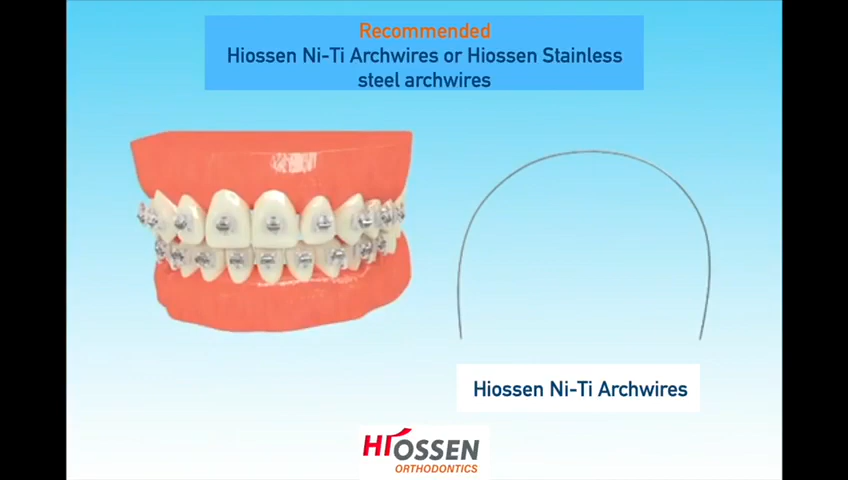 Recommended
Hiossen Ni-Ti Archwires or Hiossen Stainless
steel archwires
Hiossen Ni-Ti Archwires
HIOSSEN
ORTHODONTICS